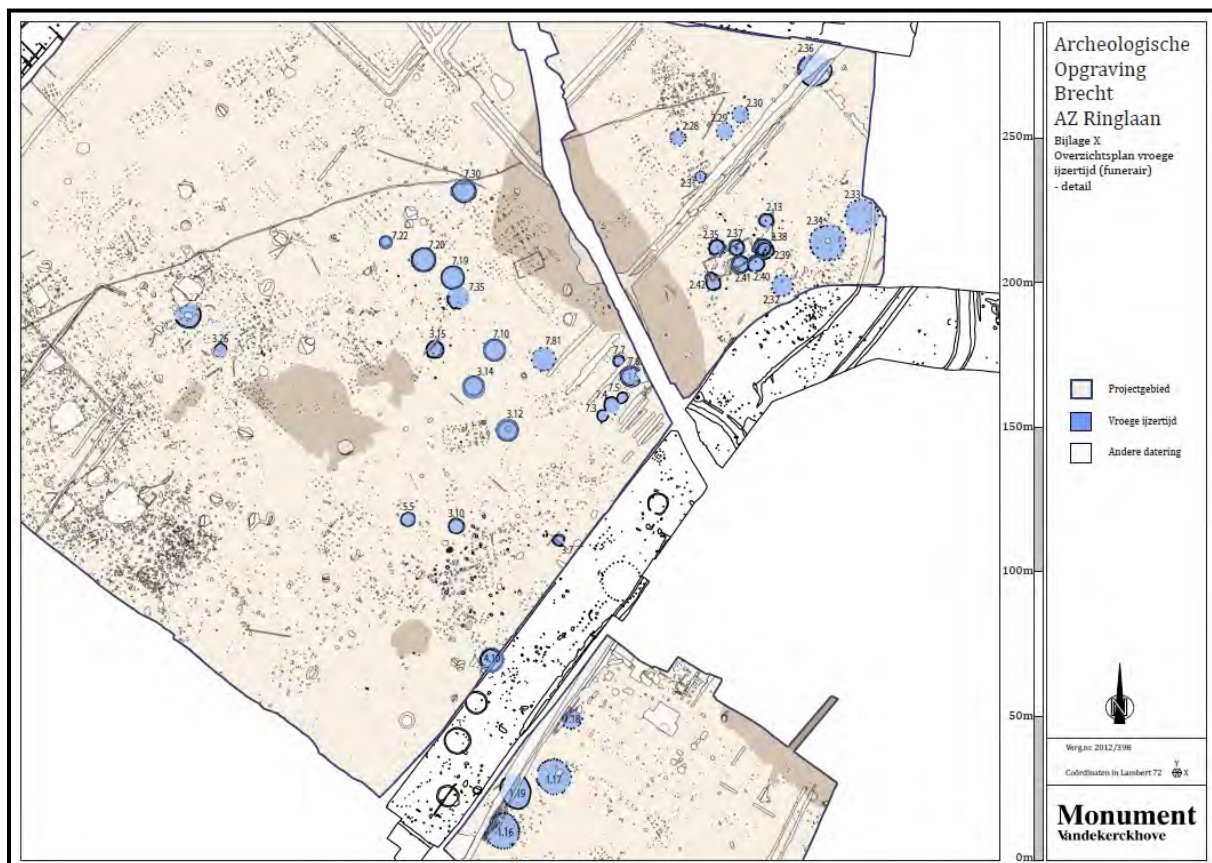 2.36
2.30
2.29
2.28
2.3
2.33
2.13
2.34
2.35
2.37
2.38
2.39
2.40
2.41
2.42
2.32
7.30
7.22
7.20
7.19
7.35
3.26
3.15
7.10
7.81
7.7
7.6
7.5
7.4
7.3
3.14
3.12
5.5
3.10
3.7
4.10
1.18
1.17
1.19
1.16
250m
200m
150m
100m
50m
0m
Archeologische
Opgraving
Brecht
AZ Ringlaan
Bijlage X
Overzichtsplan vroege
ijzertijd (funerair)
- detail
Projectgebied
Vroege ijzertijd
Andere datering
N
Verg.nr. 2012/398
Coördinaten in Lambert 72
Y
X
Monument
Vandekerckhove